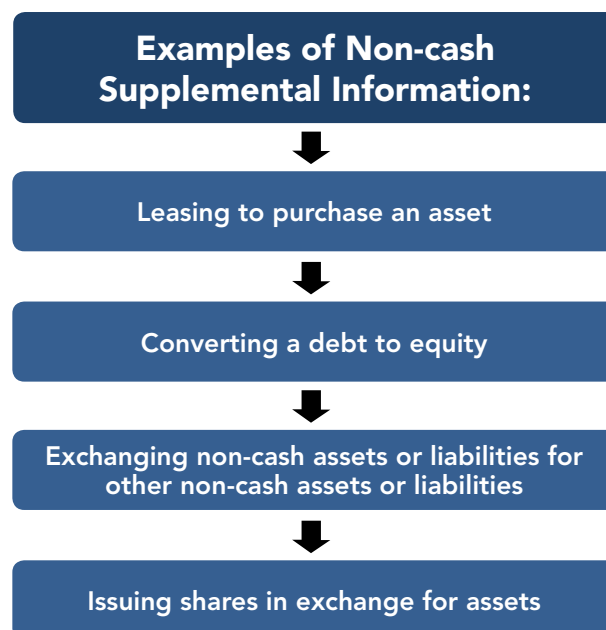 Examples of Non-cash
Supplemental Information:
Leasing to purchase an asset
Converting a debt to equity
Exchanging non-cash assets or liabilities for
other non-cash assets or liabilities
Issuing shares in exchange for assets